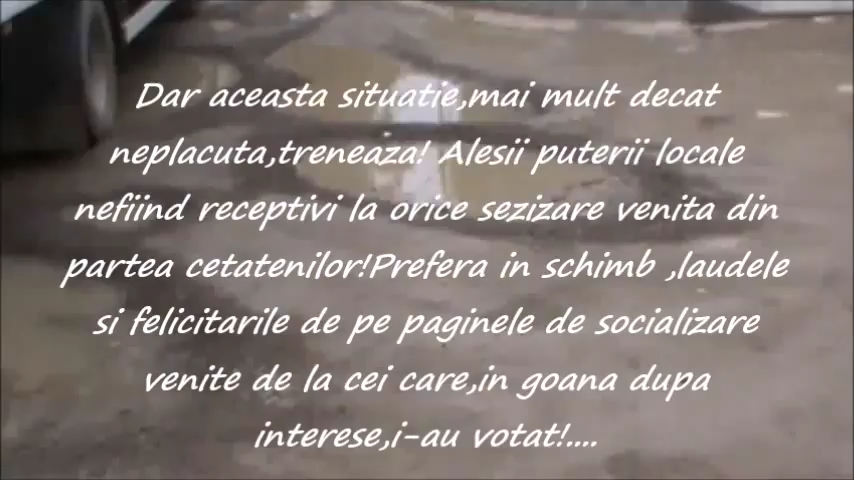 Dar aceasta situatie,mai mult decat
neplacuta,treneaza! Alesii puterii locale
nefiind receptivi la orice sezizare venita din
partea cetatenilor!Prefera in schimb ,laudele
si felicitarile de pe paginele de socializare
venite de la cei care,in goana dupa
interese,i-au votat!....